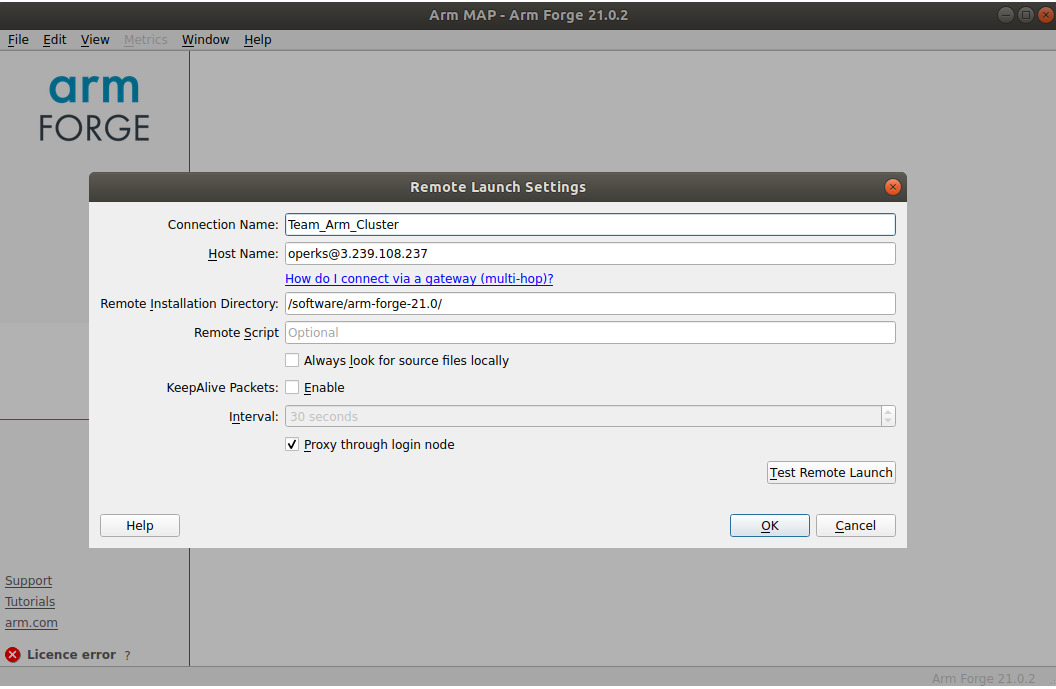 Arm MAP - Arm Forge 21.0.2
File Edit View Metrics Window Help
arm
FORGE
Remote Launch Settings
Connection Name: Team_Arm_Cluster
Host Name: operks@3.239.108.237
How do I connect via a gateway (multi-hop)?
Remote Installation Directory: /software/arm-forge-21.0/
Remote Script Optional
Always look for source files locally
KeepAlive Packets: Enable
Interval: 30 seconds
Proxy through login node
Test Remote Launch
Help OK Cancel
Support
Tutorials
arm.com
Licence error ?
Arm Forge 21.0.2